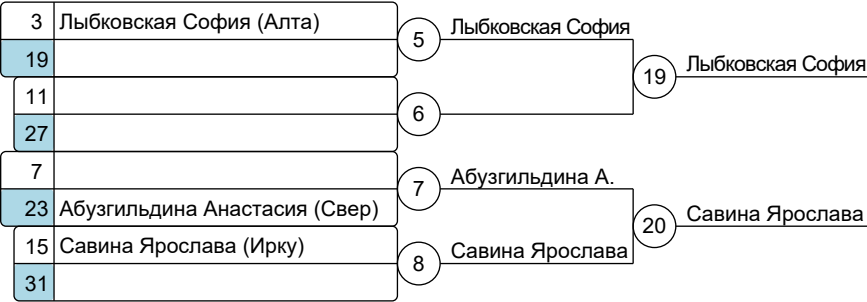 3 Лыбковская София (Алта)
19
5
Лыбковская София
11
27
6
19
Лыбковская София
7
23 Абузгильдина Анастасия (Свер)
7
Абузгильдина А.
15 Савина Ярослава (Ирку)
31
8
Савина Ярослава
20
Савина Ярослава